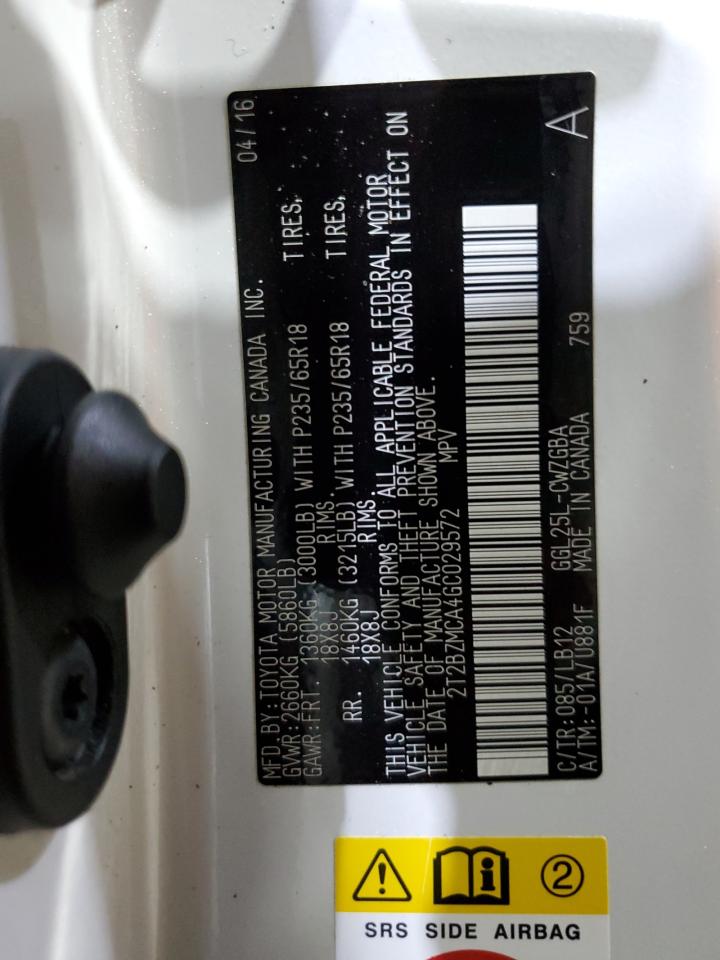 MFD. BY: TOYOTA MOTOR MANUFACTURING CANADA INC. 04/16
GVWR: 2660KG (5860LB)
GAWR: FRT. 1360KG (3000LB) WITH P235/65R18 TIRES,
18X8J RIMS.
RR. 1460KG (3215LB) WITH P235/65R18 TIRES,
18X8J RIMS.
THIS VEHICLE CONFORMS TO ALL APPLICABLE FEDERAL MOTOR
VEHICLE SAFETY AND THEFT PREVENTION STANDARDS IN EFFECT ON
THE DATE OF MANUFACTURE SHOWN ABOVE.
2T2BZMCA4GC029572 MPV
C/TR: 085/LB12 GGL25L-CWZGBA
A/TM: -01A/U881F MADE IN CANADA 759 A
2
SRS SIDE AIRBAG